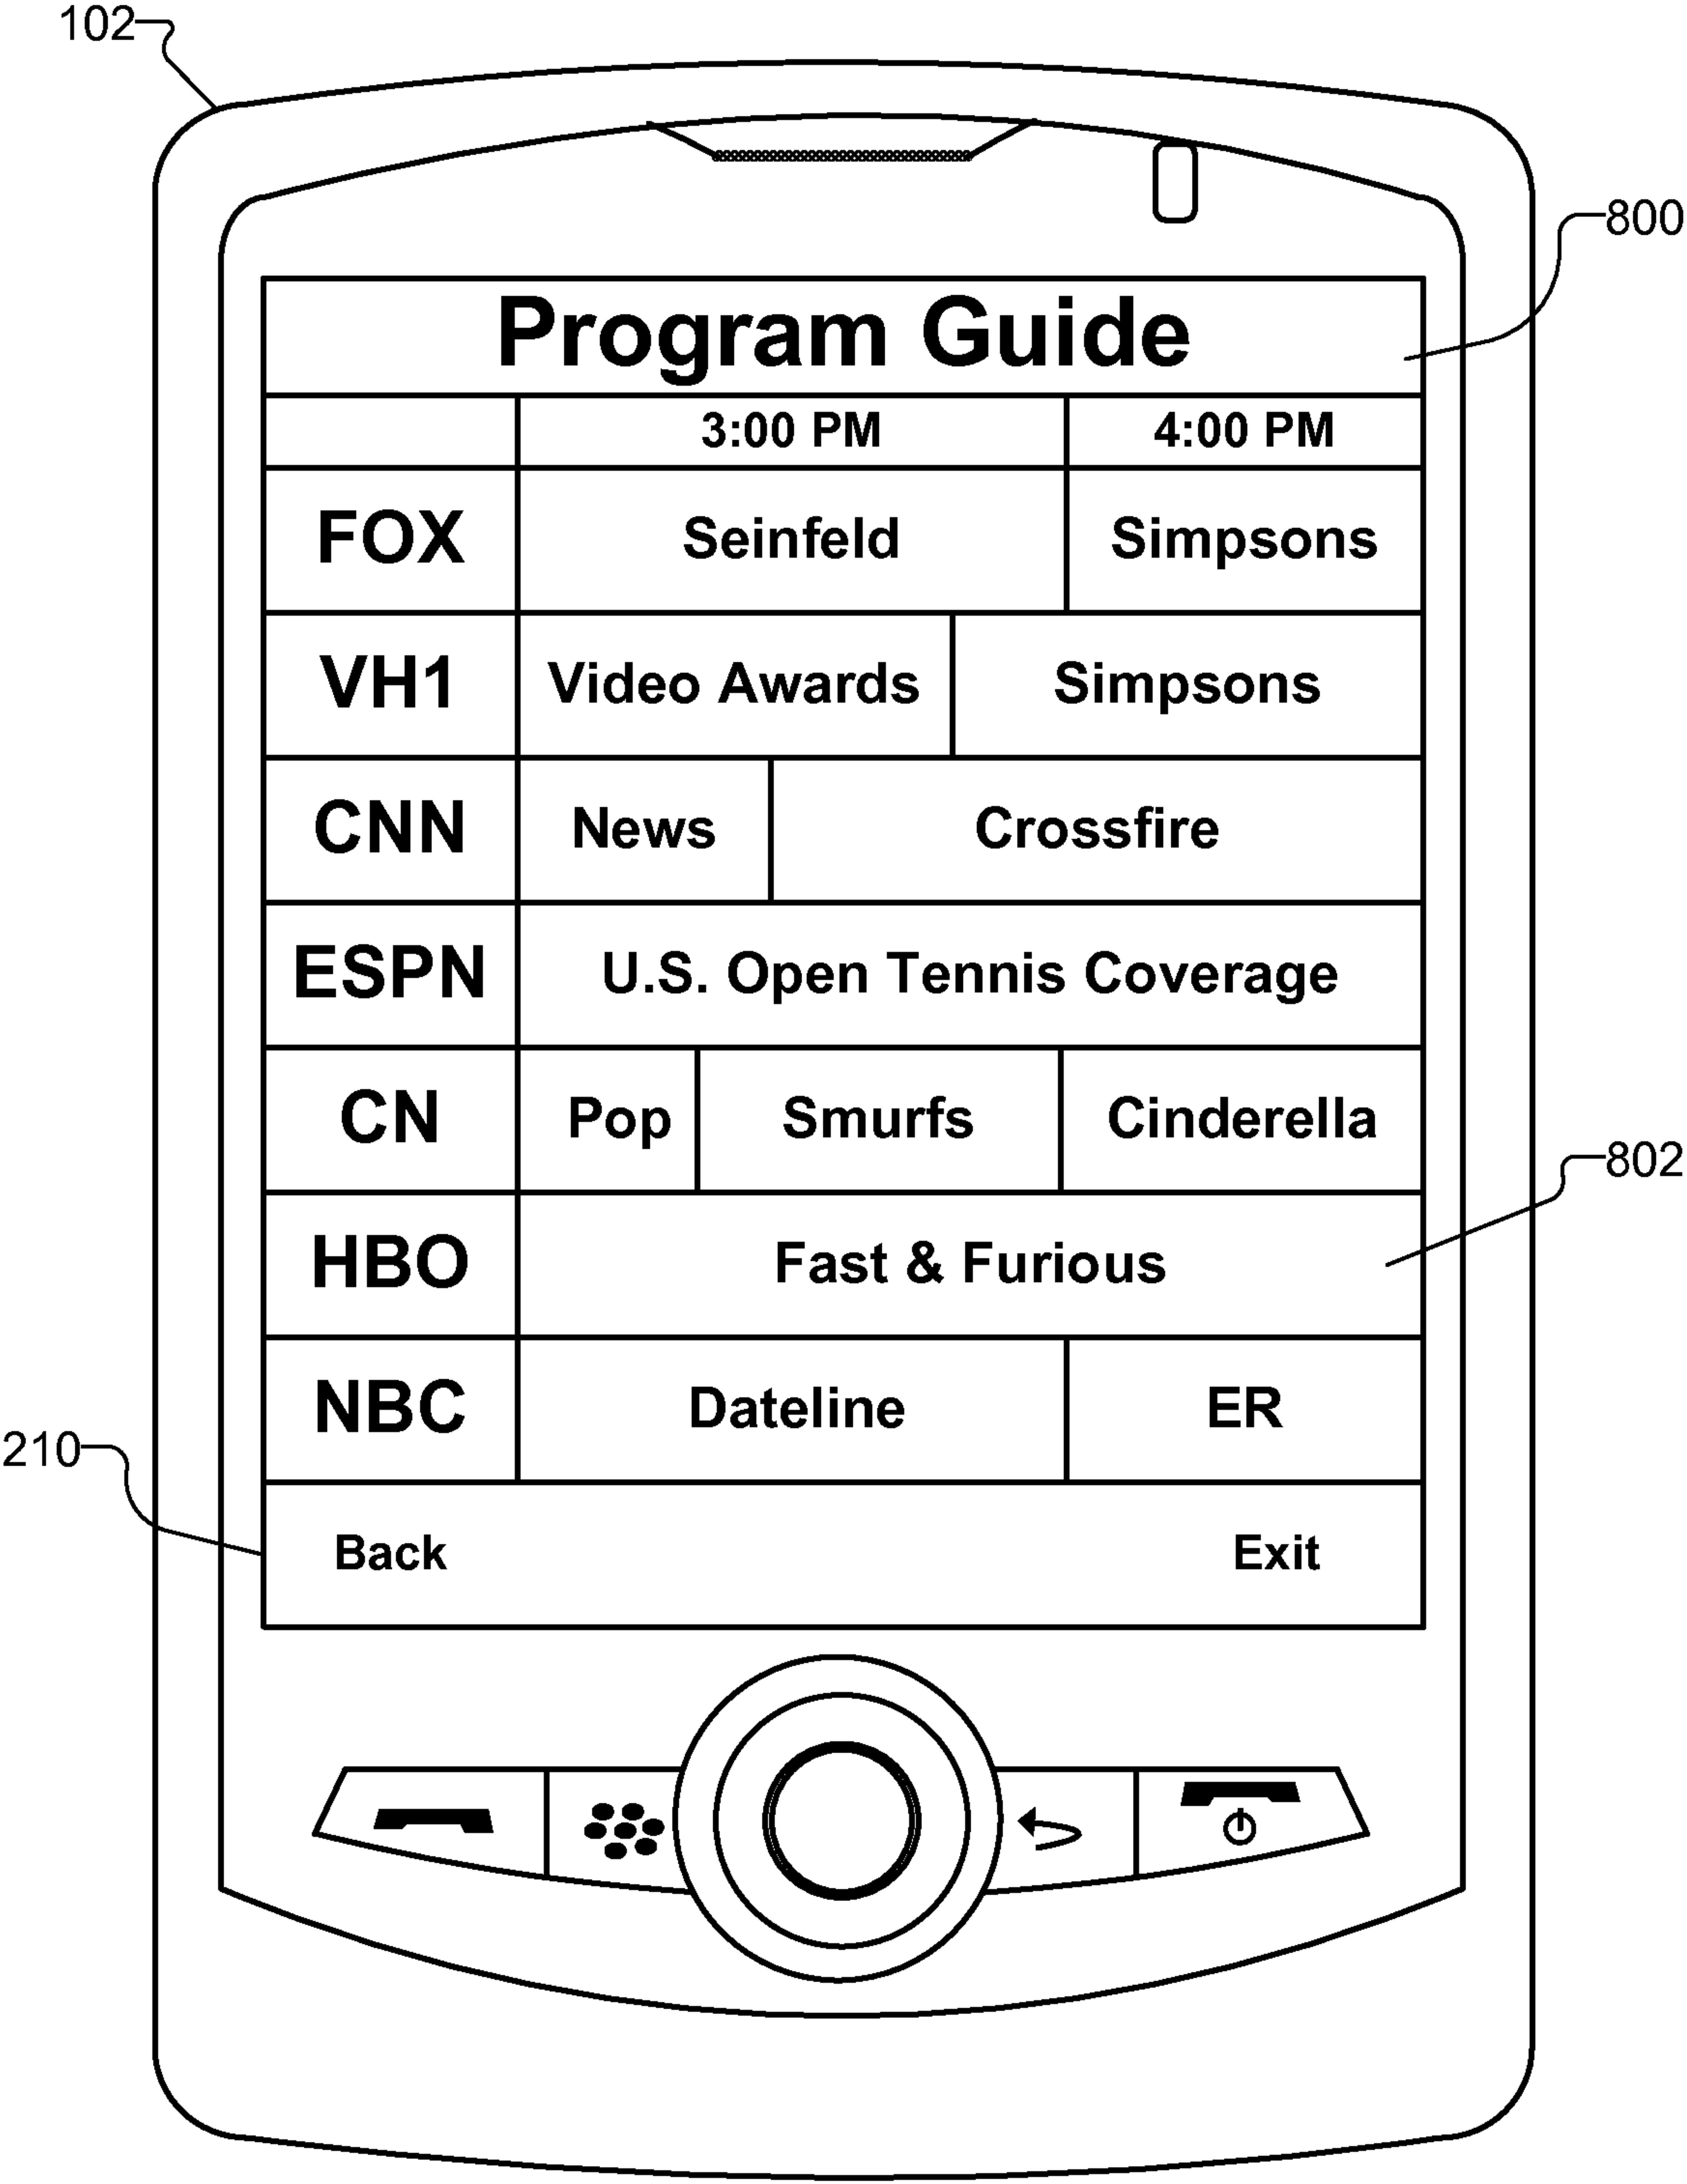 102
800
Program Guide
3:00 PM 4:00 PM
FOX Seinfeld Simpsons
VH1 Video Awards Simpsons
CNN News Crossfire
ESPN U.S. Open Tennis Coverage
CN Pop Smurfs Cinderella
802
HBO Fast & Furious
NBC Dateline ER
210
Back Exit